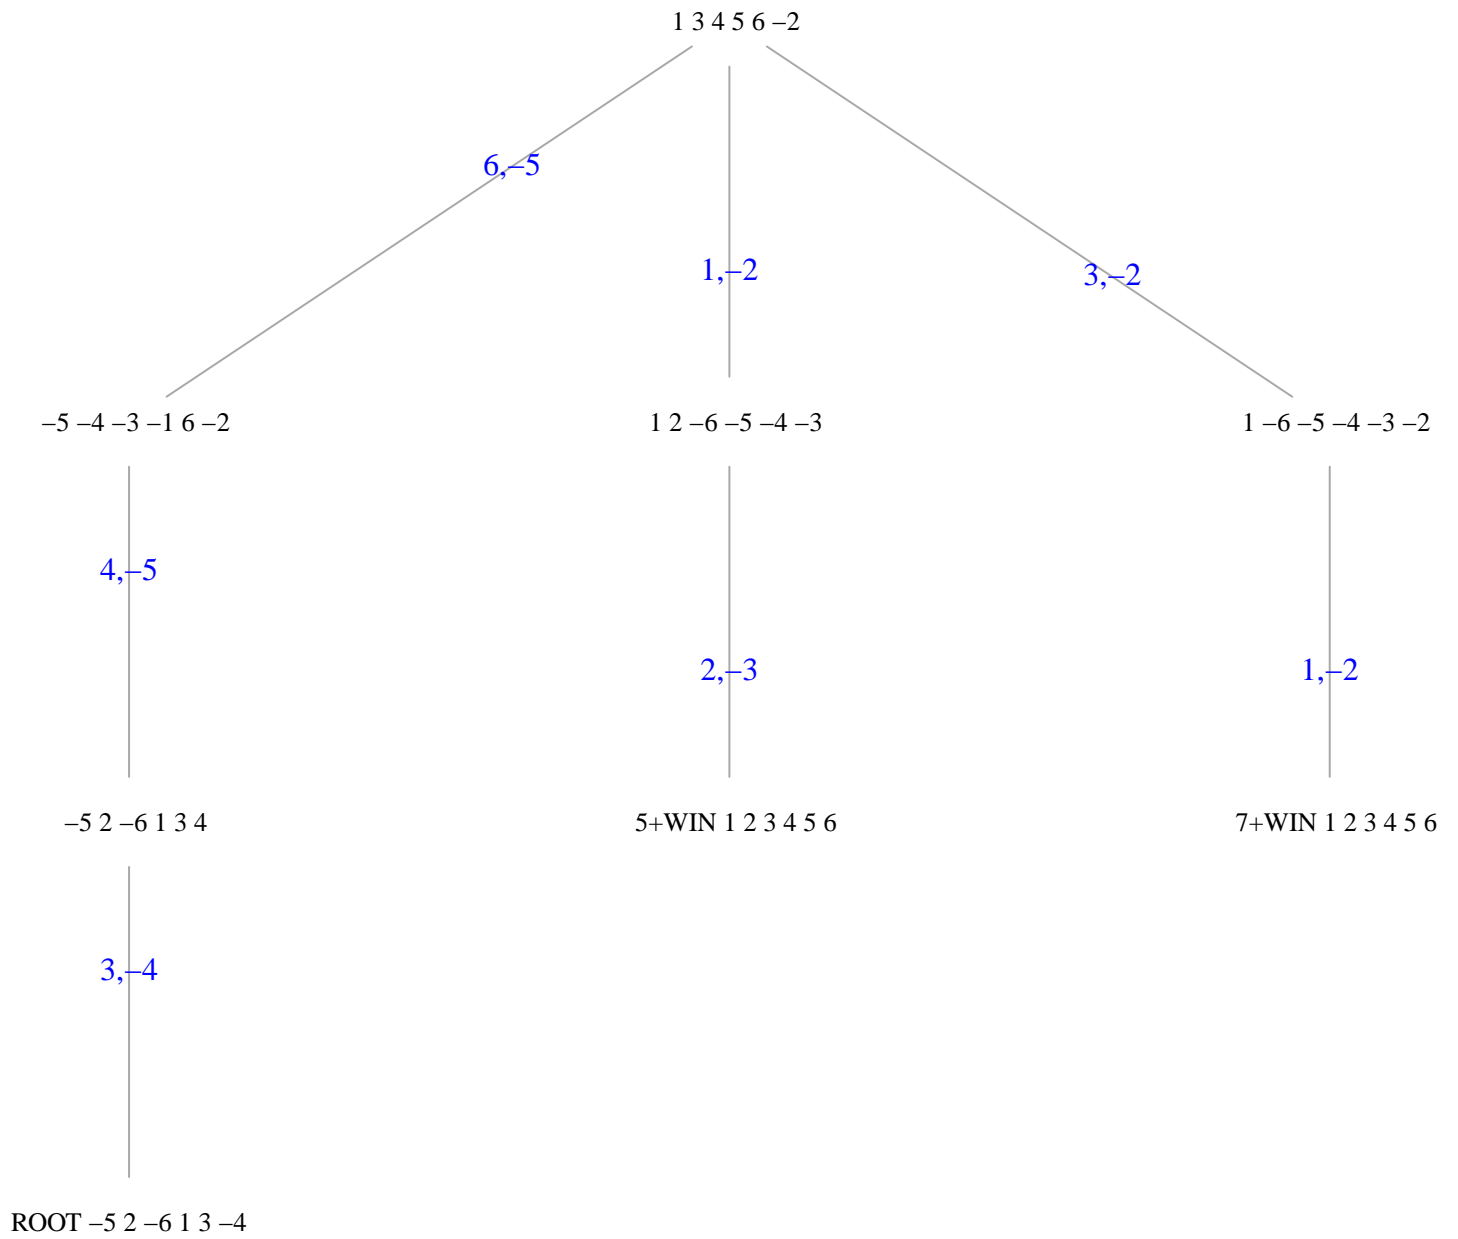 1 3 4 5 6 –2
6,–5
1,–2
3,–2
–5 –4 –3 –1 6 –2
1 2 –6 –5 –4 –3
1 –6 –5 –4 –3 –2
4,–5
2,–3
1,–2
–5 2 –6 1 3 4
5+WIN 1 2 3 4 5 6
7+WIN 1 2 3 4 5 6
3,–4
ROOT –5 2 –6 1 3 –4